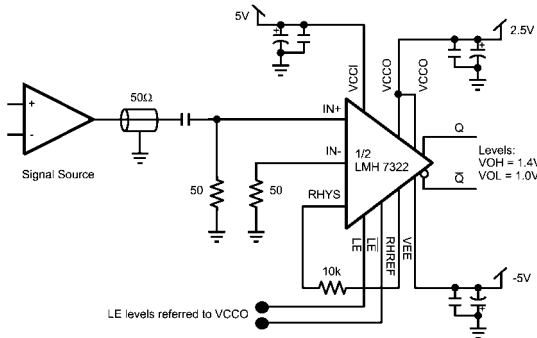 5V
2.5V
VCCI
VCCO
VCCO
50Ω
+
-
Signal Source
IN+
IN-
1/2
LMH 7322
RHYS
50
50
Q
Levels:
VOH = 1.4V
VOL = 1.0V
Q̅
LE
L̅E̅
RHREF
VEE
10k
-5V
LE levels referred to VCCO